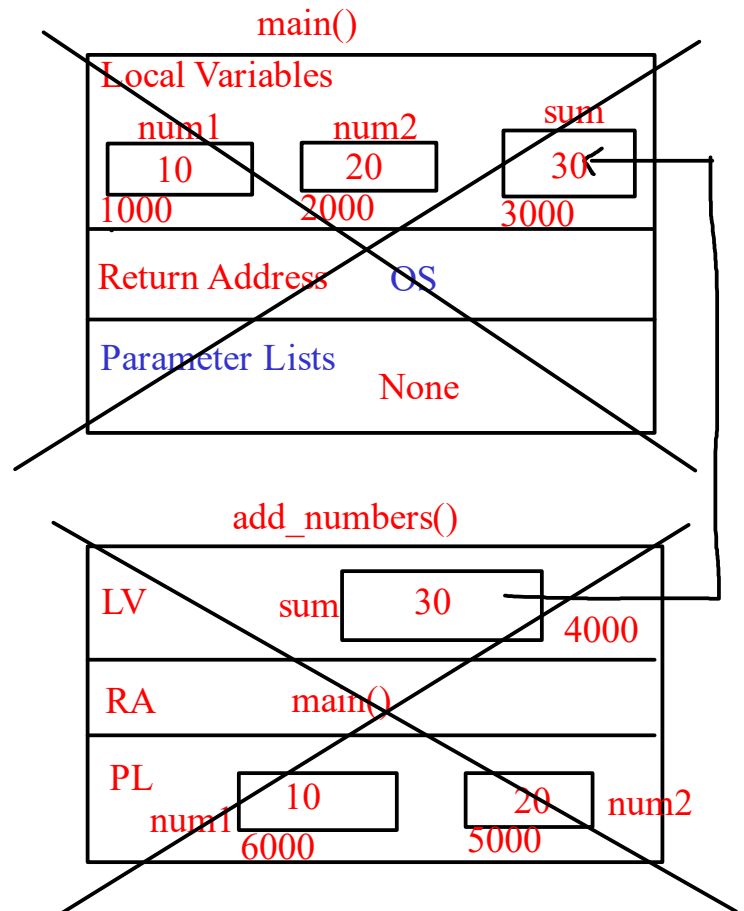 main()
Local Variables
num1 num2 sum
10 20 30
1000 2000 3000
Return Address OS
Parameter Lists
None
add_numbers()
LV sum 30
4000
RA main()
PL
10 20
num1 num2
6000 5000